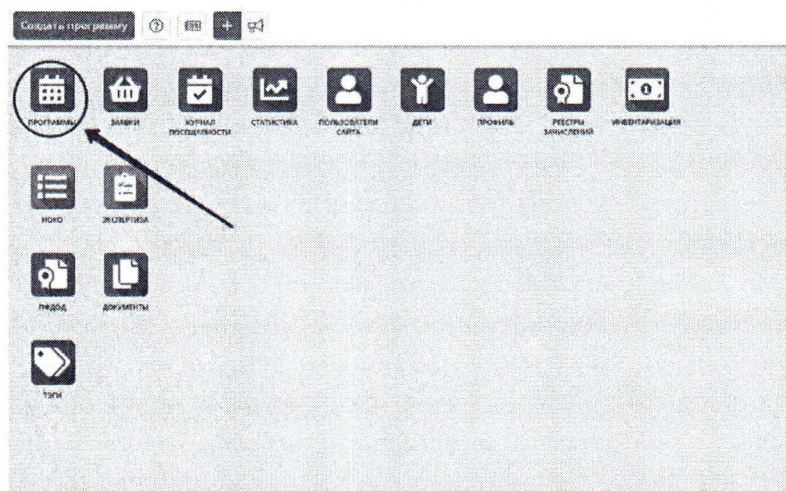 Создать программу
ПРОГРАММЫ
ЗАЯВКИ
ЖУРНАЛ
ПОСЕЩАЕМОСТИ
СТАТИСТИКА
ПОЛЬЗОВАТЕЛИ
САЙТА
ДЕТИ
ПРОФИЛЬ
РЕЕСТРЫ
ЗАЧИСЛЕНИЙ
ИНВЕНТАРИЗАЦИЯ
НОКО
ЭКСПЕРТИЗА
ПФДОД
ДОКУМЕНТЫ
ТЭГИ